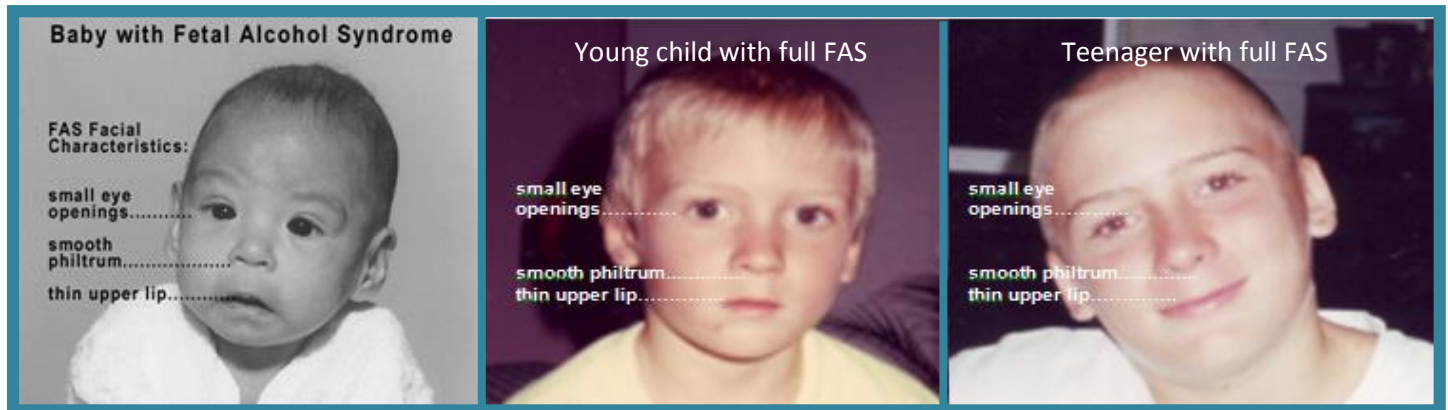 Baby with Fetal Alcohol Syndrome
FAS Facial
Characteristics:
small eye
openings...........
smooth
philtrum....................
thin upper lip............
Young child with full FAS
small eye
openings.............
smooth philtrum..............
thin upper lip..............
Teenager with full FAS
small eye
openings.............
smooth philtrum..................
thin upper lip..............